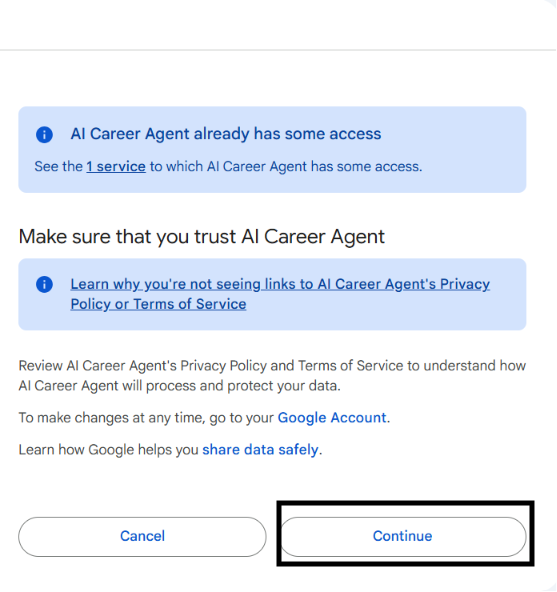 AI Career Agent already has some access
See the 1 service to which AI Career Agent has some access.
Make sure that you trust AI Career Agent
Learn why you're not seeing links to AI Career Agent's Privacy
Policy or Terms of Service
Review AI Career Agent's Privacy Policy and Terms of Service to understand how
AI Career Agent will process and protect your data.
To make changes at any time, go to your Google Account.
Learn how Google helps you share data safely.
Cancel
Continue